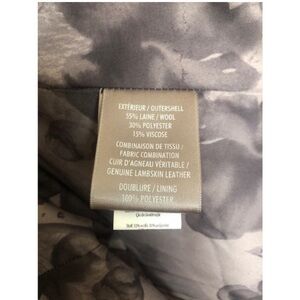 EXTÉRIEUR / OUTERSHELL
55% LAINE / WOOL
30% POLYESTER
15% VISCOSE
COMBINAISON DE TISSU /
FABRIC COMBINATION
CUIR D'AGNEAU VÉRITABLE /
GENUINE LAMBSKIN LEATHER
DOUBLURE / LINING
100% POLYESTER